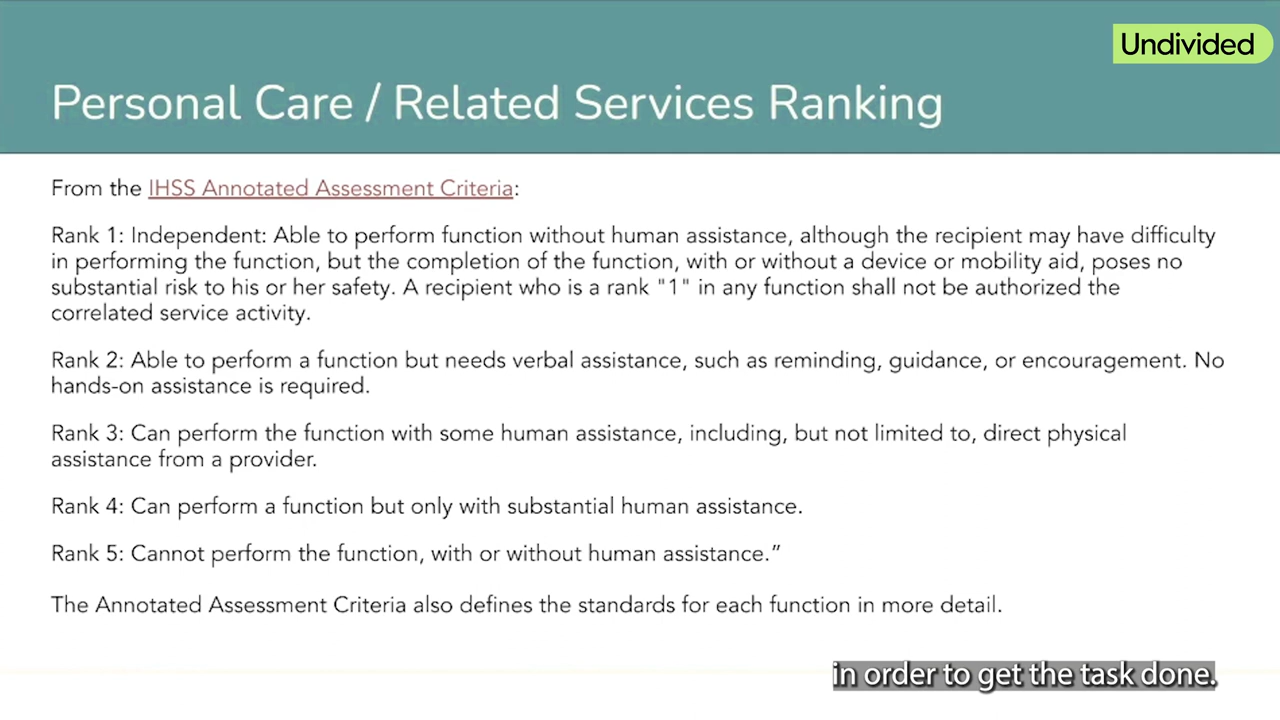 Undivided
Personal Care / Related Services Ranking
From the IHSS Annotated Assessment Criteria:
Rank 1: Independent: Able to perform function without human assistance, although the recipient may have difficulty
in performing the function, but the completion of the function, with or without a device or mobility aid, poses no
substantial risk to his or her safety. A recipient who is a rank "1" in any function shall not be authorized the
correlated service activity.
Rank 2: Able to perform a function but needs verbal assistance, such as reminding, guidance, or encouragement. No
hands-on assistance is required.
Rank 3: Can perform the function with some human assistance, including, but not limited to, direct physical
assistance from a provider.
Rank 4: Can perform a function but only with substantial human assistance.
Rank 5: Cannot perform the function, with or without human assistance.”
The Annotated Assessment Criteria also defines the standards for each function in more detail.
in order to get the task done.